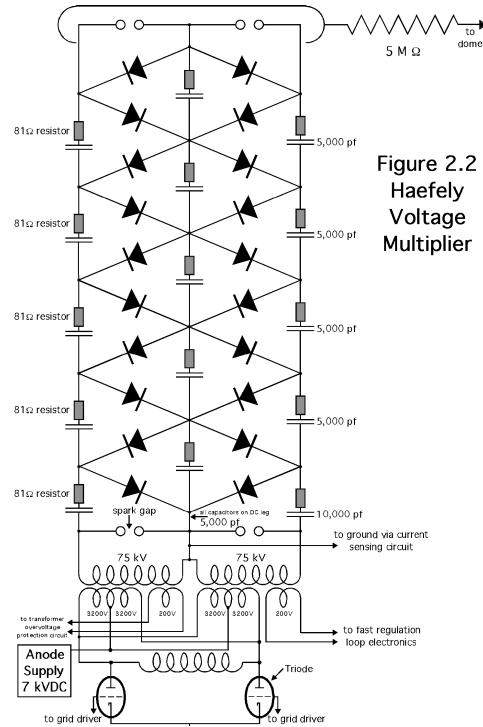 to
dome
5 M Ω
Figure 2.2
Haefely
Voltage
Multiplier
81Ω resistor
5,000 pf
81Ω resistor
5,000 pf
81Ω resistor
5,000 pf
81Ω resistor
5,000 pf
81Ω resistor
10,000 pf
spark gap
all capacitors on DC leg
5,000 pf
to ground via current
sensing circuit
75 kV
75 kV
3200V
3200V
200V
3200V
3200V
200V
to transformer
overvoltage
protection circuit
to fast regulation
loop electronics
Anode
Supply
7 kVDC
Triode
to grid driver
to grid driver